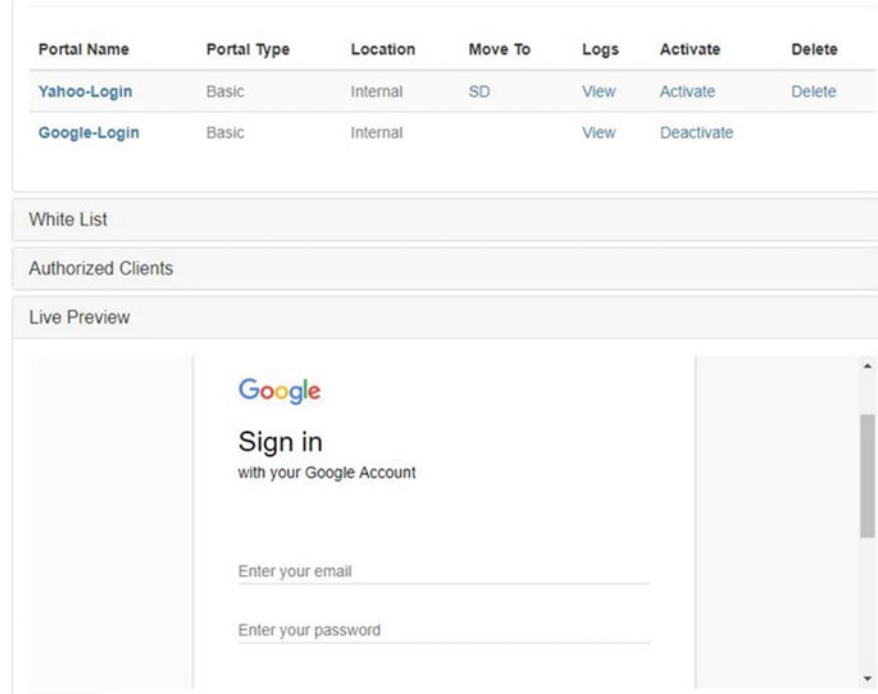 Portal Name Portal Type Location Move To Logs Activate Delete
Yahoo-Login Basic Internal SD View Activate Delete
Google-Login Basic Internal View Deactivate
White List
Authorized Clients
Live Preview
Google
Sign in
with your Google Account
Enter your email
Enter your password